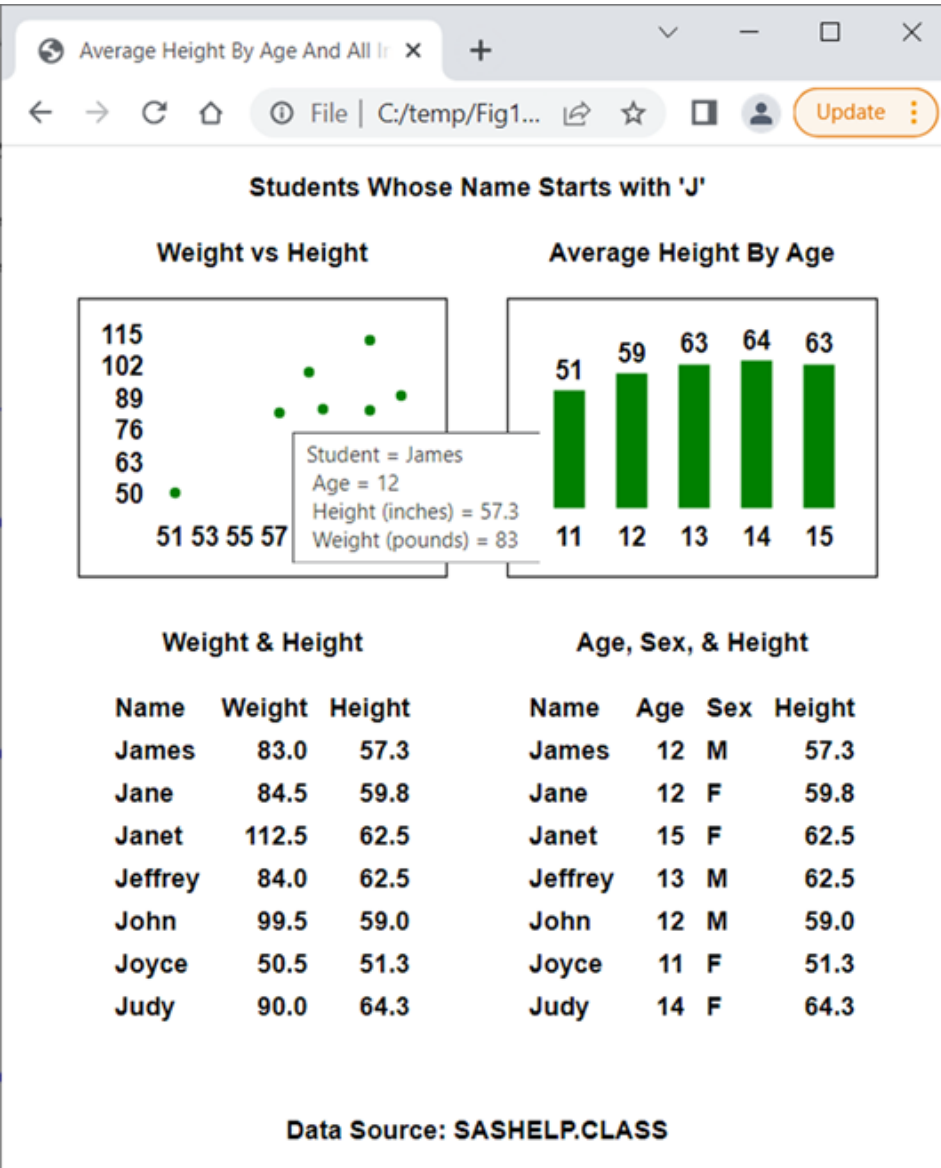 Average Height By Age And All I
File | C:/temp/Fig1... Update
Students Whose Name Starts with 'J'
Weight vs Height
115
102
89
76
63
50
51 53 55 57
Student = James
Age = 12
Height (inches) = 57.3
Weight (pounds) = 83
Average Height By Age
51 59 63 64 63
11 12 13 14 15
Weight & Height
Name Weight Height
James 83.0 57.3
Jane 84.5 59.8
Janet 112.5 62.5
Jeffrey 84.0 62.5
John 99.5 59.0
Joyce 50.5 51.3
Judy 90.0 64.3
Age, Sex, & Height
Name Age Sex Height
James 12 M 57.3
Jane 12 F 59.8
Janet 15 F 62.5
Jeffrey 13 M 62.5
John 12 M 59.0
Joyce 11 F 51.3
Judy 14 F 64.3
Data Source: SASHELP.CLASS